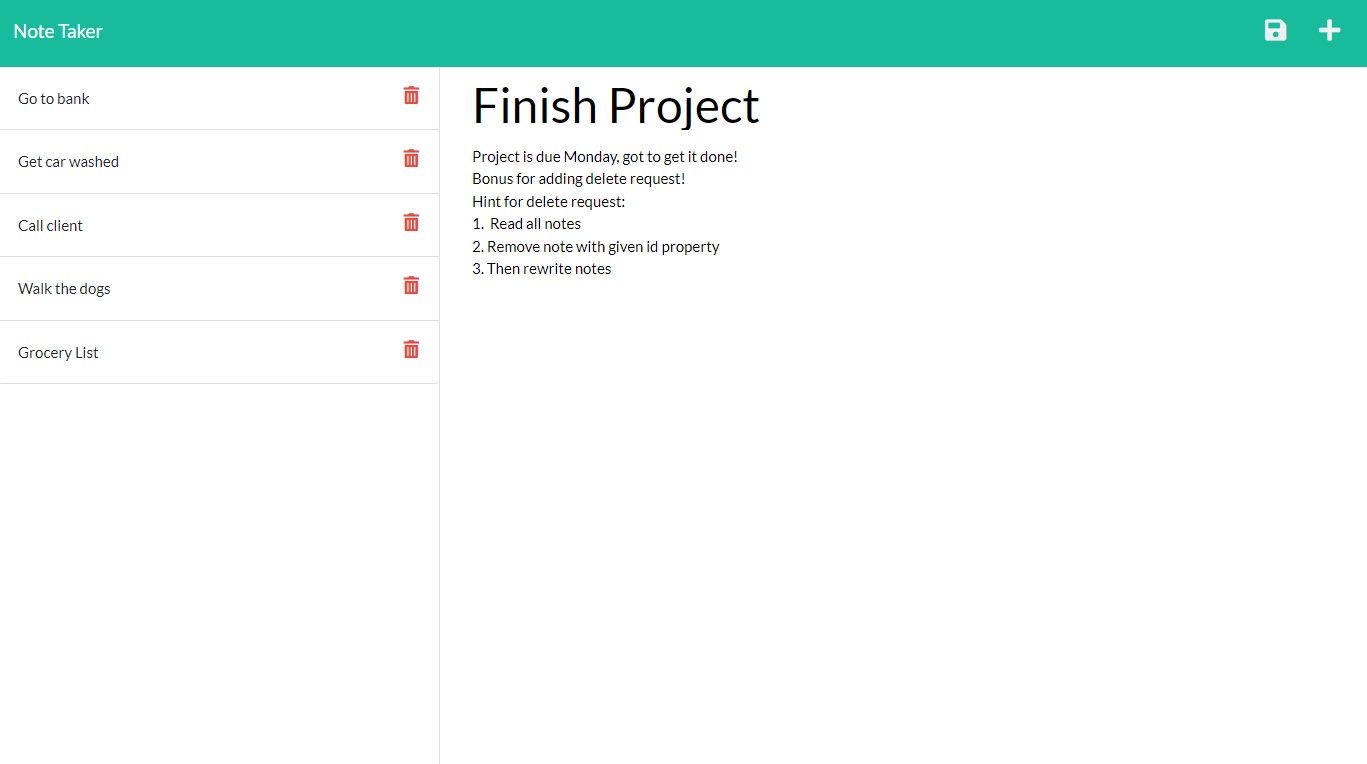 Note Taker
Go to bank
Get car washed
Call client
Walk the dogs
Grocery List
Finish Project
Project is due Monday, got to get it done!
Bonus for adding delete request!
Hint for delete request:
1.  Read all notes
2. Remove note with given id property
3. Then rewrite notes